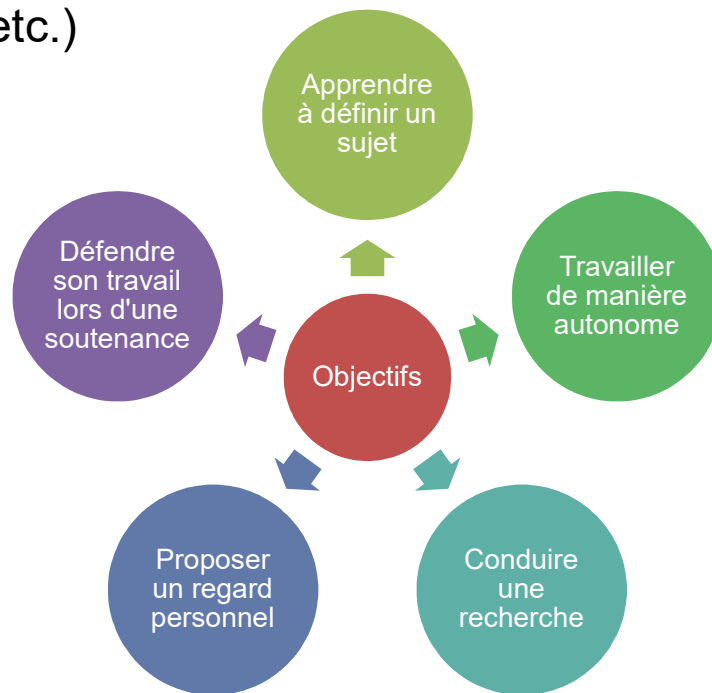 etc.)
Apprendre
à définir un
sujet
Défendre
son travail
lors d'une
soutenance
Travailler
de manière
autonome
Objectifs
Proposer
un regard
personnel
Conduire
une
recherche